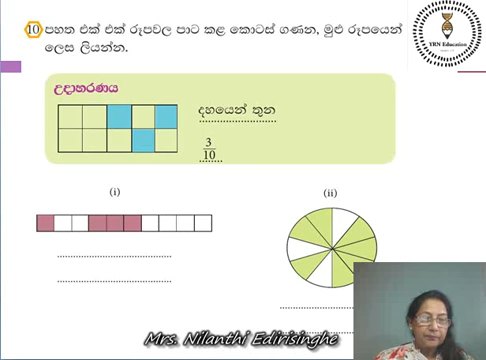 10 පහත එක් එක් රූපවල පාට කළ කොටස් ගණන, මුළු රූපයෙන්
ලෙස ලියන්න.
TRN Education
උදාහරණය
දහයෙන් තුන
3
10
(i)
(ii)
Mrs. Nilanthi Edirisinghe